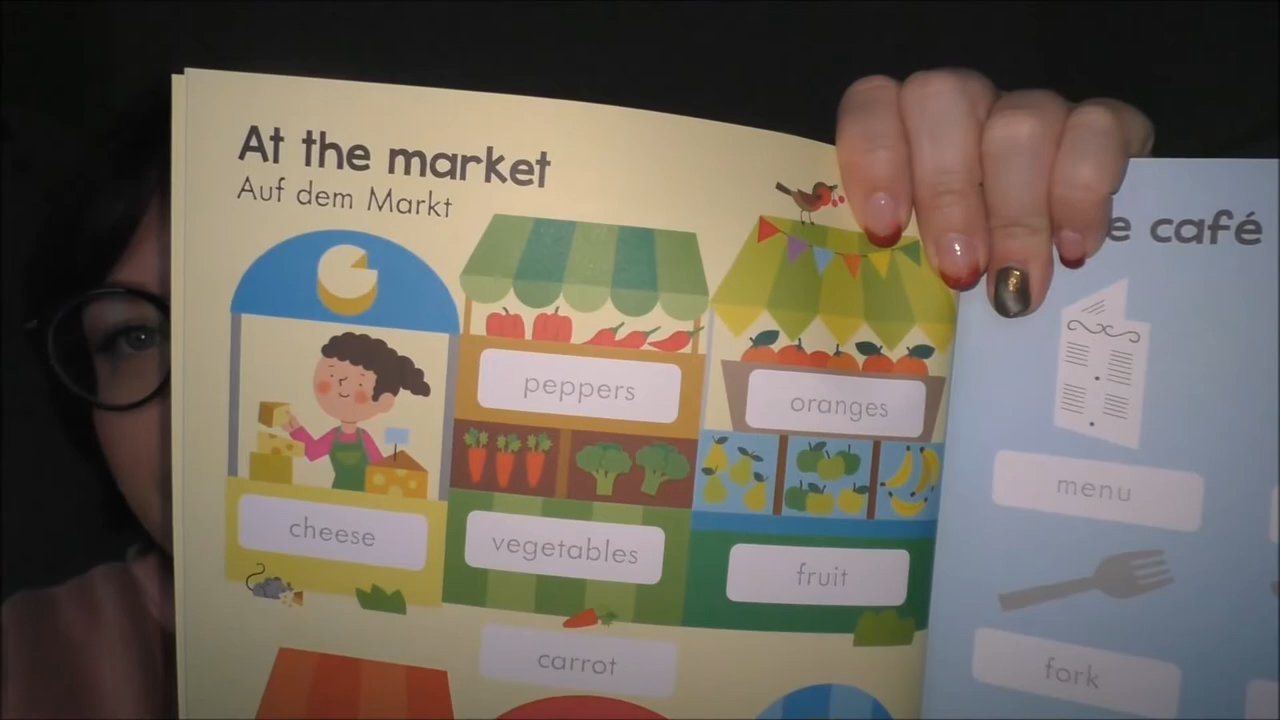 At the market
Auf dem Markt
peppers
oranges
cheese
vegetables
fruit
carrot
e café
menu
fork